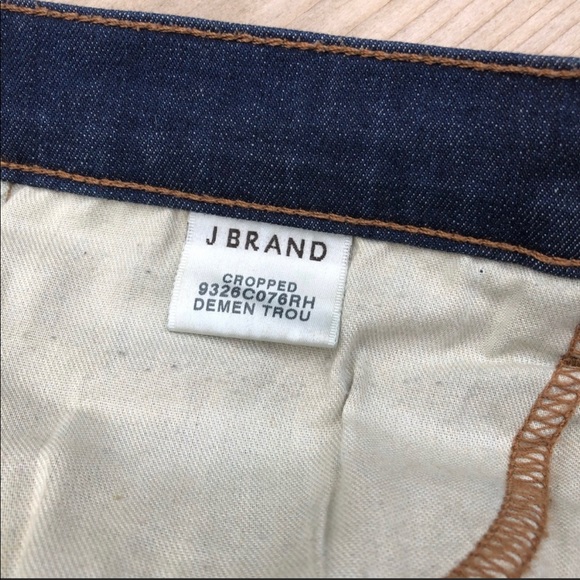 J BRAND
CROPPED
9326C076RH
DEMEN TROU